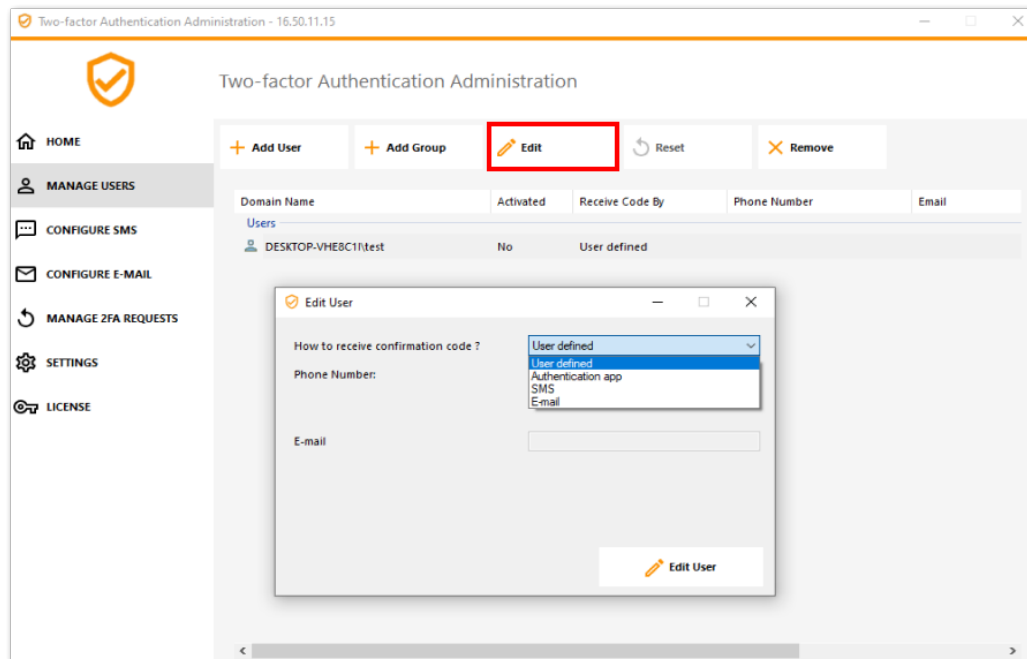 Two-factor Authentication Administration - 16.50.11.15
Two-factor Authentication Administration
HOME
MANAGE USERS
CONFIGURE SMS
CONFIGURE E-MAIL
MANAGE 2FA REQUESTS
SETTINGS
LICENSE
Add User Add Group Edit Reset Remove
Domain Name Activated Receive Code By Phone Number Email
Users
DESKTOP-VHE8C1I\test No User defined
Edit User
How to receive confirmation code ? User defined
User defined
Authentication app
SMS
E-mail
Phone Number:
E-mail
Edit User